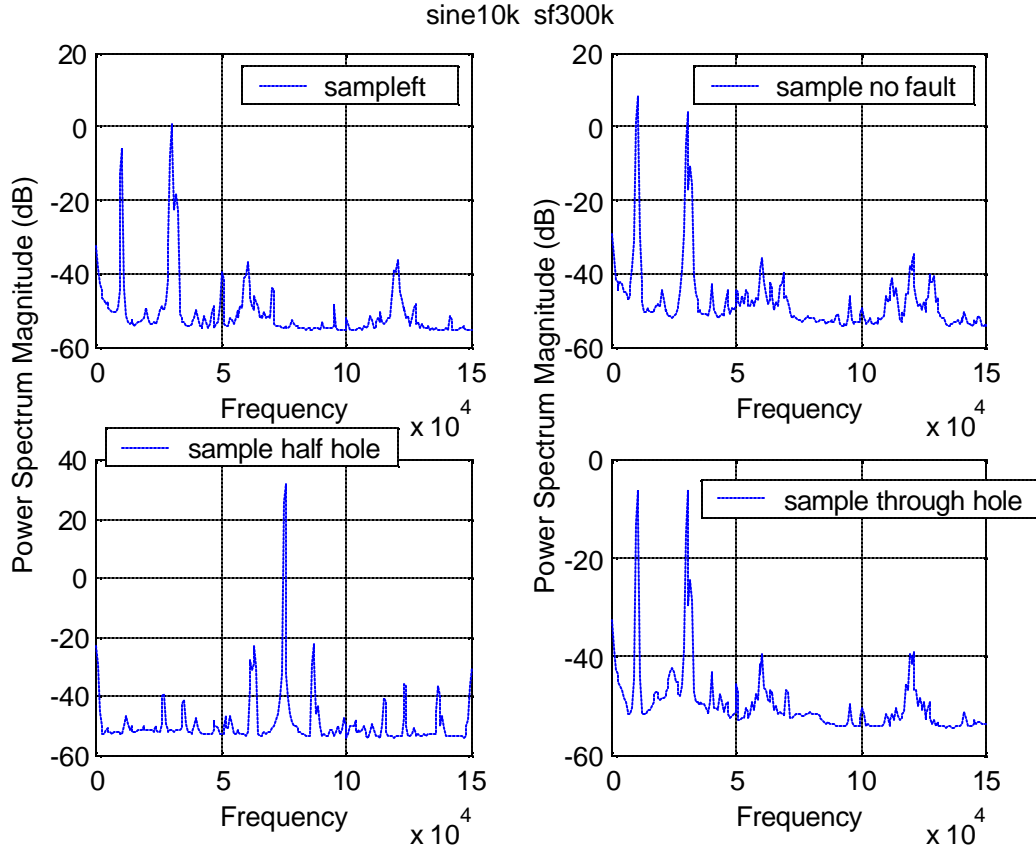 sine10k sf300k
Power Spectrum Magnitude (dB)
20
0
-20
-40
-60
sampleft
0
5
10
15
Frequency
x 10^4
Power Spectrum Magnitude (dB)
20
0
-20
-40
-60
sample no fault
0
5
10
15
Frequency
x 10^4
40
20
0
-20
-40
-60
sample half hole
0
5
10
15
Frequency
x 10^4
0
-20
-40
-60
sample through hole
0
5
10
15
Frequency
x 10^4